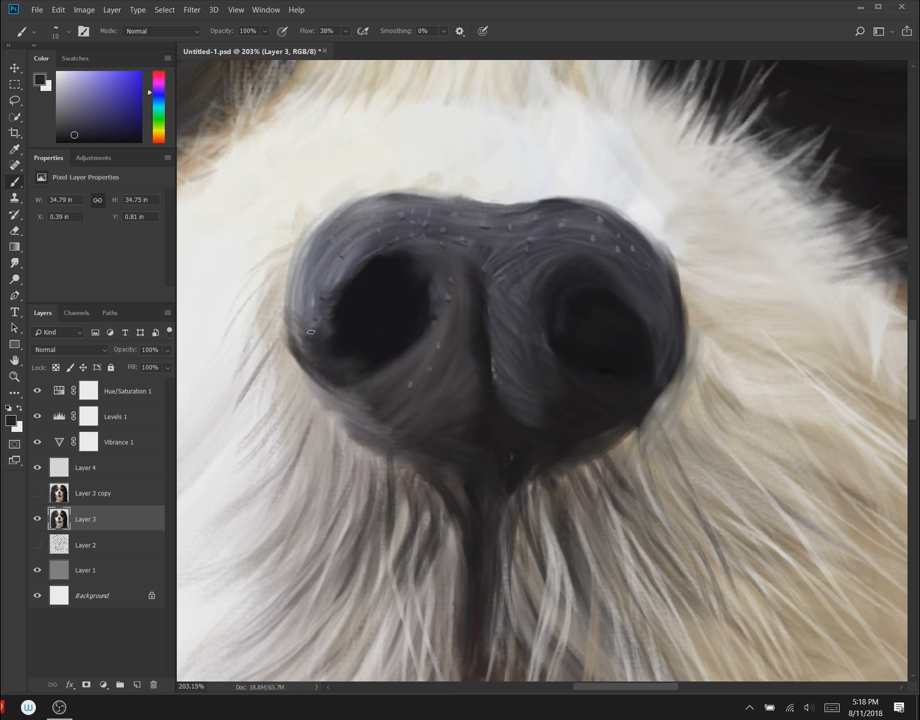 Ps File Edit Image Layer Type Select Filter 3D View Window Help
10 Mode: Normal Opacity: 100% Flow: 38% Smoothing: 0%
Untitled-1.psd @ 203% (Layer 3, RGB/8) *
Color Swatches
Properties Adjustments
Pixel Layer Properties
W: 34.79 in H: 34.75 in
X: 0.39 in Y: 0.81 in
Layers Channels Paths
Kind
Normal Opacity: 100%
Lock: Fill: 100%
Hue/Saturation 1
Levels 1
Vibrance 1
Layer 4
Layer 3 copy
Layer 3
Layer 2
Layer 1
Background
fx
203.15% Doc: 18.8M/63.7M
5:18 PM
8/11/2018